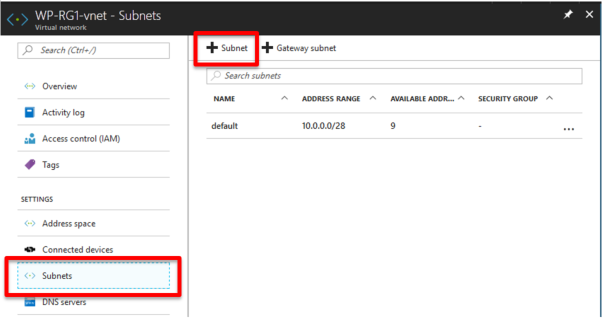 WP-RG1-vnet - Subnets
Virtual network
Search (Ctrl+/)
Overview
Activity log
Access control (IAM)
Tags
SETTINGS
Address space
Connected devices
Subnets
DNS servers
Subnet
Gateway subnet
Search subnets
NAME ADDRESS RANGE AVAILABLE ADDR... SECURITY GROUP
default 10.0.0.0/28 9 - ...